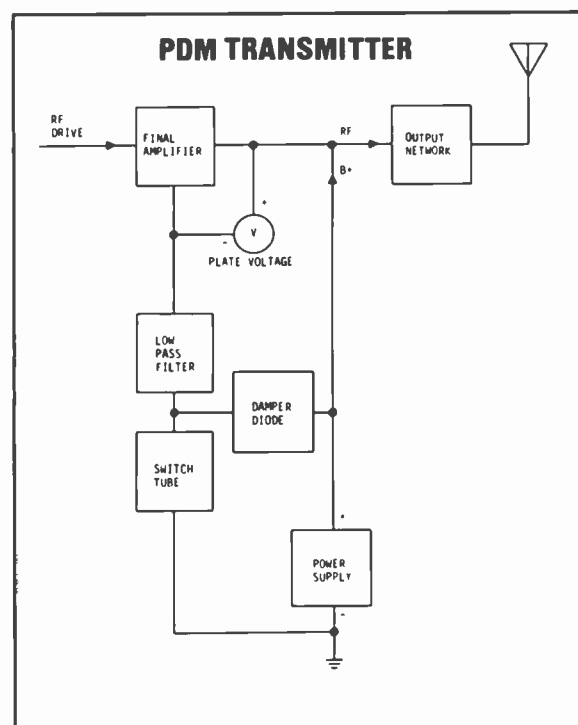 PDM TRANSMITTER
RF
DRIVE
FINAL
AMPLIFIER
RF
OUTPUT
NETWORK
B+
+
V
-
PLATE VOLTAGE
LOW
PASS
FILTER
DAMPER
DIODE
SWITCH
TUBE
+
POWER
SUPPLY
-